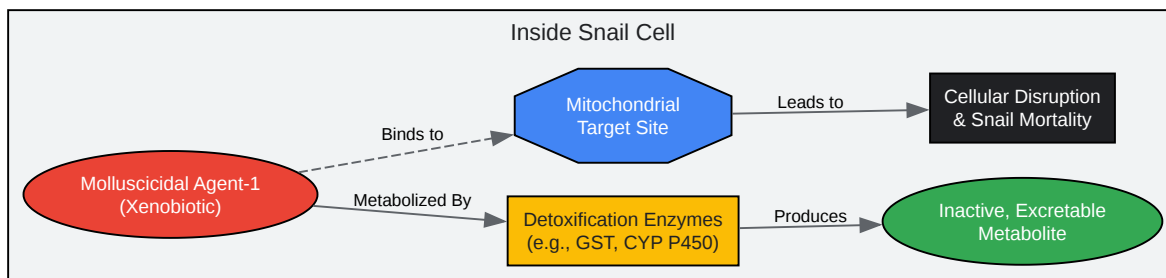 Inside Snail Cell
Mitochondrial
Target Site
Leads to
Cellular Disruption
& Snail Mortality
Binds to
Molluscicidal Agent-1
(Xenobiotic)
Metabolized By
Detoxification Enzymes
(e.g., GST, CYP P450)
Produces
Inactive, Excretable
Metabolite